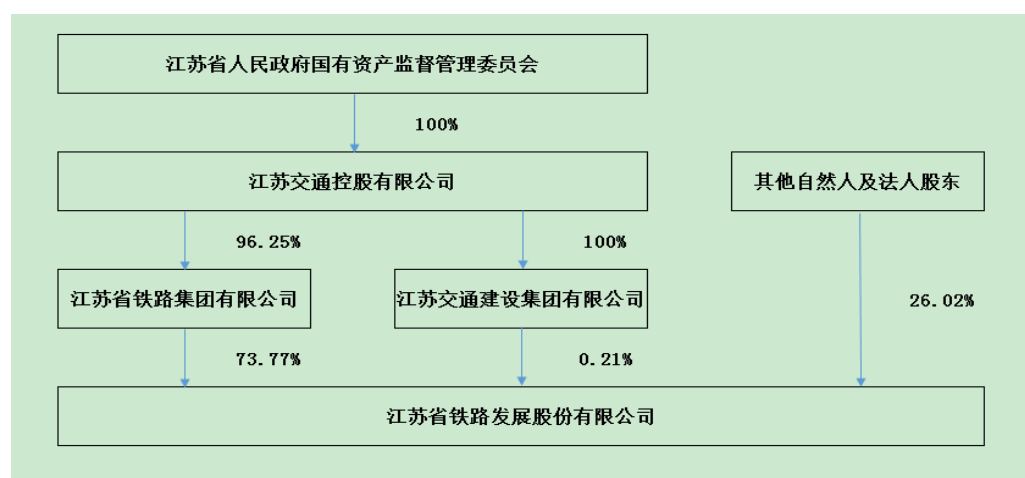 江苏省人民政府国有资产监督管理委员会
100%
江苏交通控股有限公司
其他自然人及法人股东
96.25%
100%
江苏省铁路集团有限公司
江苏交通建设集团有限公司
26.02%
73.77%
0.21%
江苏省铁路发展股份有限公司